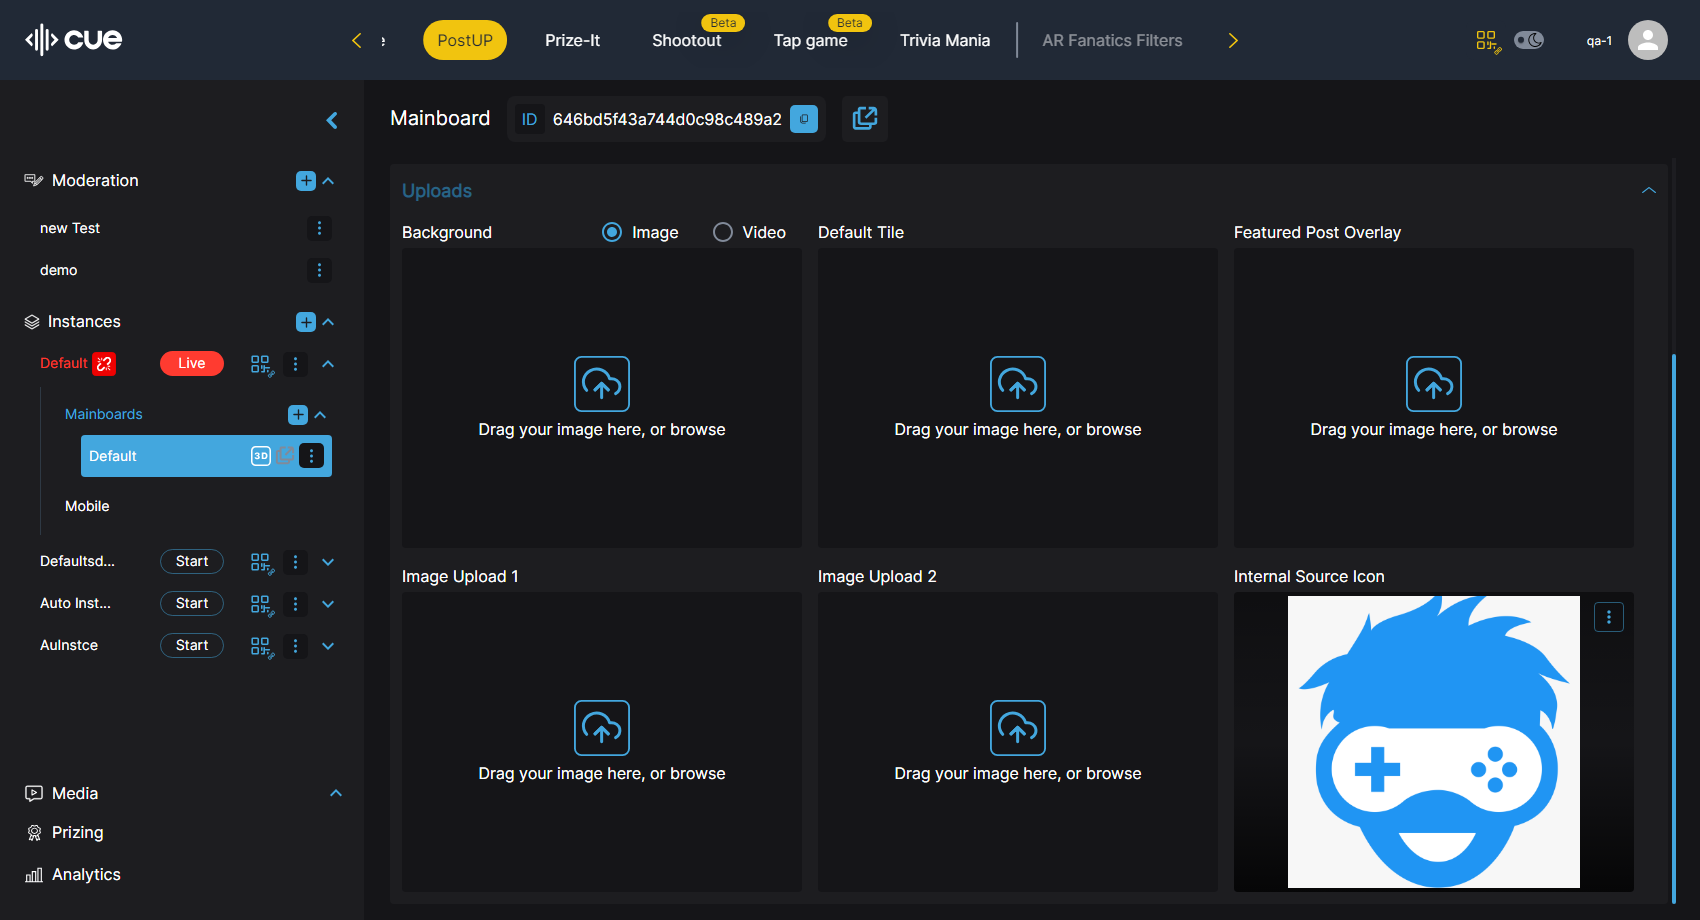 cue
PostUP
Prize-It
Beta
Shootout
Beta
Tap game
Trivia Mania
AR Fanatics Filters
qa-1
Moderation
new Test
demo
Instances
Default
Live
Mainboards
Default
3D
Mobile
Defaultsd...
Start
Auto Inst...
Start
AuInstce
Start
Media
Prizing
Analytics
Mainboard
ID 646bd5f43a744d0c98c489a2
Uploads
Background
Image
Video
Default Tile
Featured Post Overlay
Drag your image here, or browse
Drag your image here, or browse
Drag your image here, or browse
Image Upload 1
Image Upload 2
Internal Source Icon
Drag your image here, or browse
Drag your image here, or browse